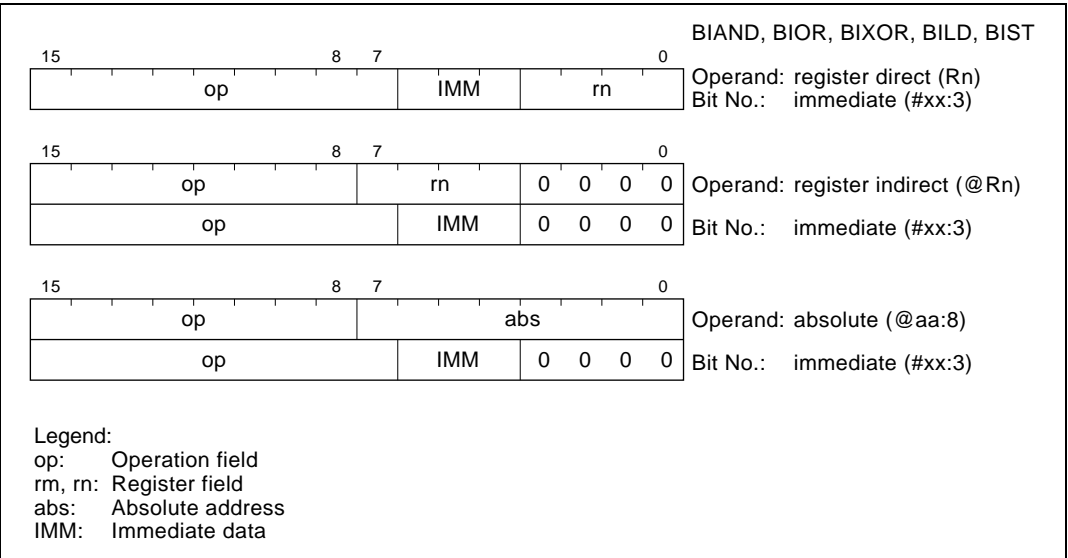 BIAND, BIOR, BIXOR, BILD, BIST
15 8 7 0
op IMM rn Operand: register direct (Rn)
Bit No.: immediate (#xx:3)
15 8 7 0
op rn 0 0 0 0 Operand: register indirect (@Rn)
op IMM 0 0 0 0 Bit No.: immediate (#xx:3)
15 8 7 0
op abs Operand: absolute (@aa:8)
op IMM 0 0 0 0 Bit No.: immediate (#xx:3)
Legend:
op: Operation field
rm, rn: Register field
abs: Absolute address
IMM: Immediate data